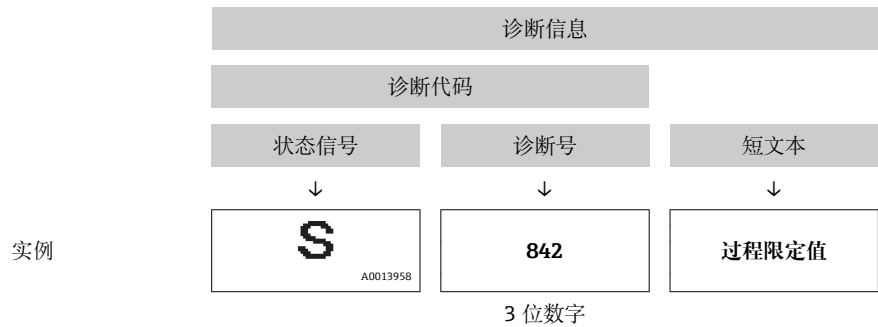 诊断信息
诊断代码
状态信号 诊断号 短文本
↓ ↓ ↓
实例 S 842 过程限定值
A0013958
3 位数字